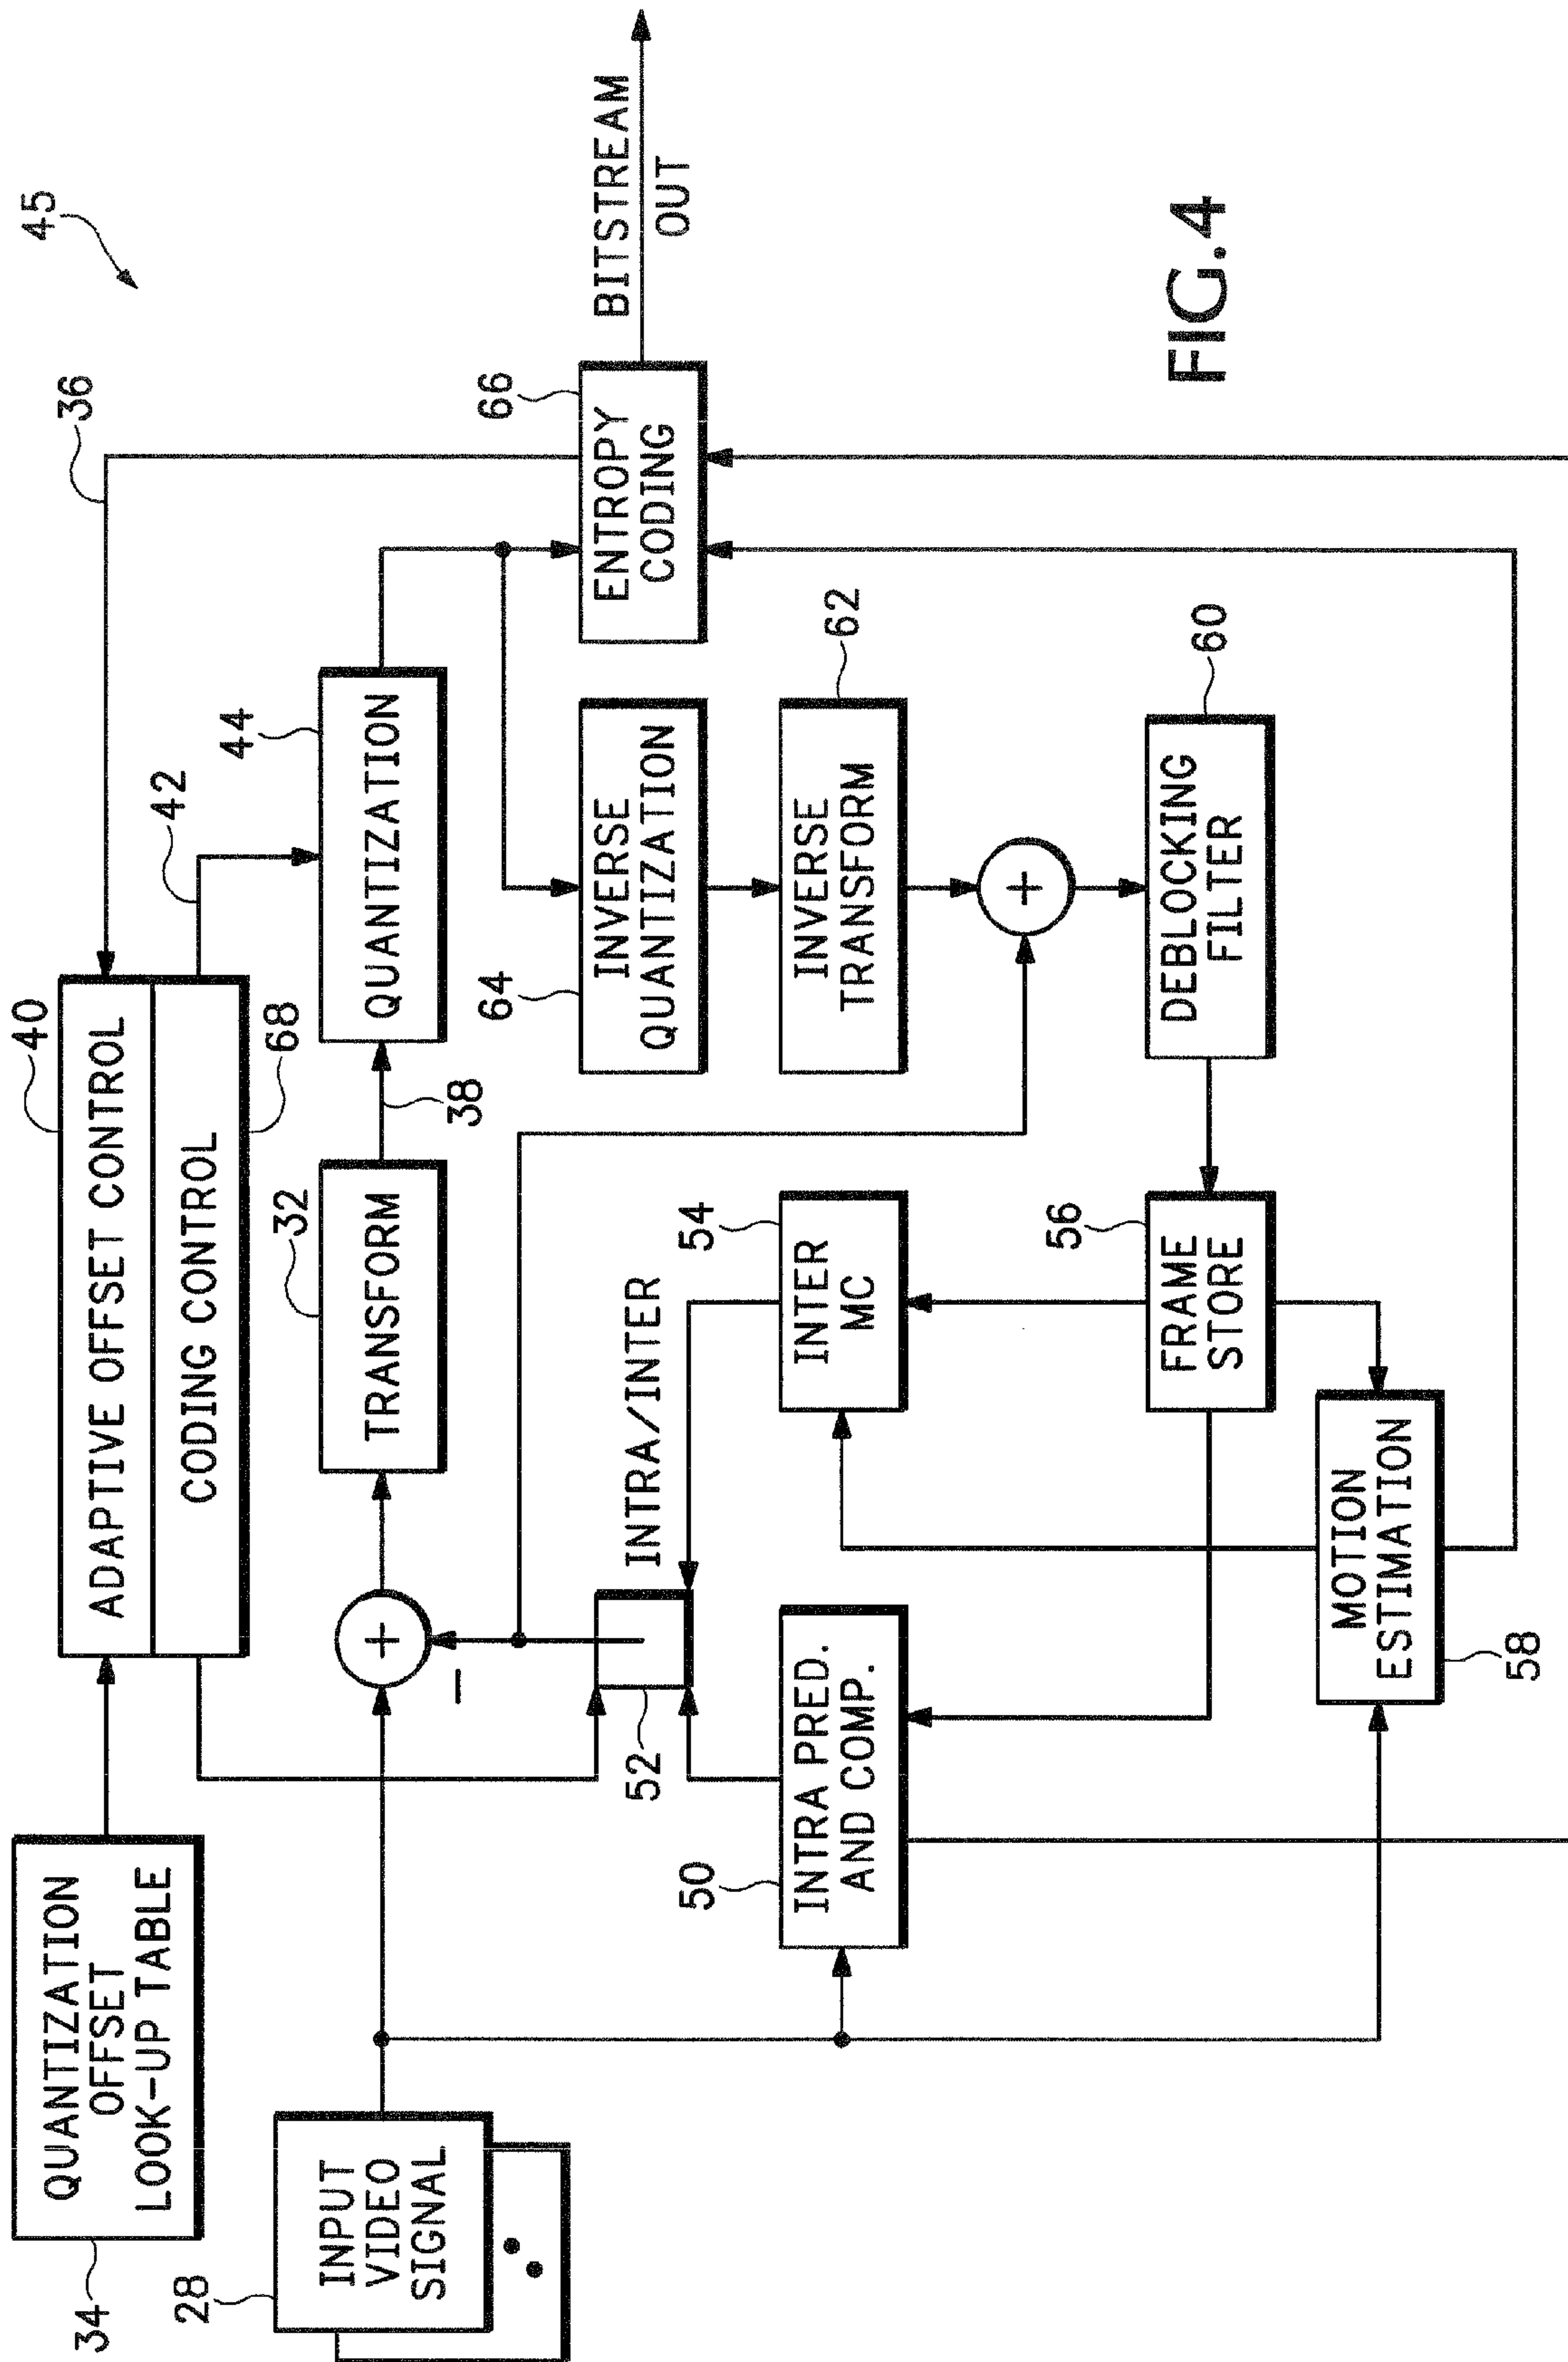 45
34
QUANTIZATION
OFFSET
LOOK-UP TABLE
40
ADAPTIVE OFFSET CONTROL
CODING CONTROL
68
36
42
28
INPUT
VIDEO
SIGNAL
+
−
32
TRANSFORM
38
44
QUANTIZATION
66
ENTROPY
CODING
BITSTREAM
OUT
52
INTRA/INTER
64
INVERSE
QUANTIZATION
50
INTRA PRED.
AND COMP.
54
INTER
MC
INVERSE
TRANSFORM
62
+
56
FRAME
STORE
DEBLOCKING
FILTER
60
MOTION
ESTIMATION
58
FIG.4